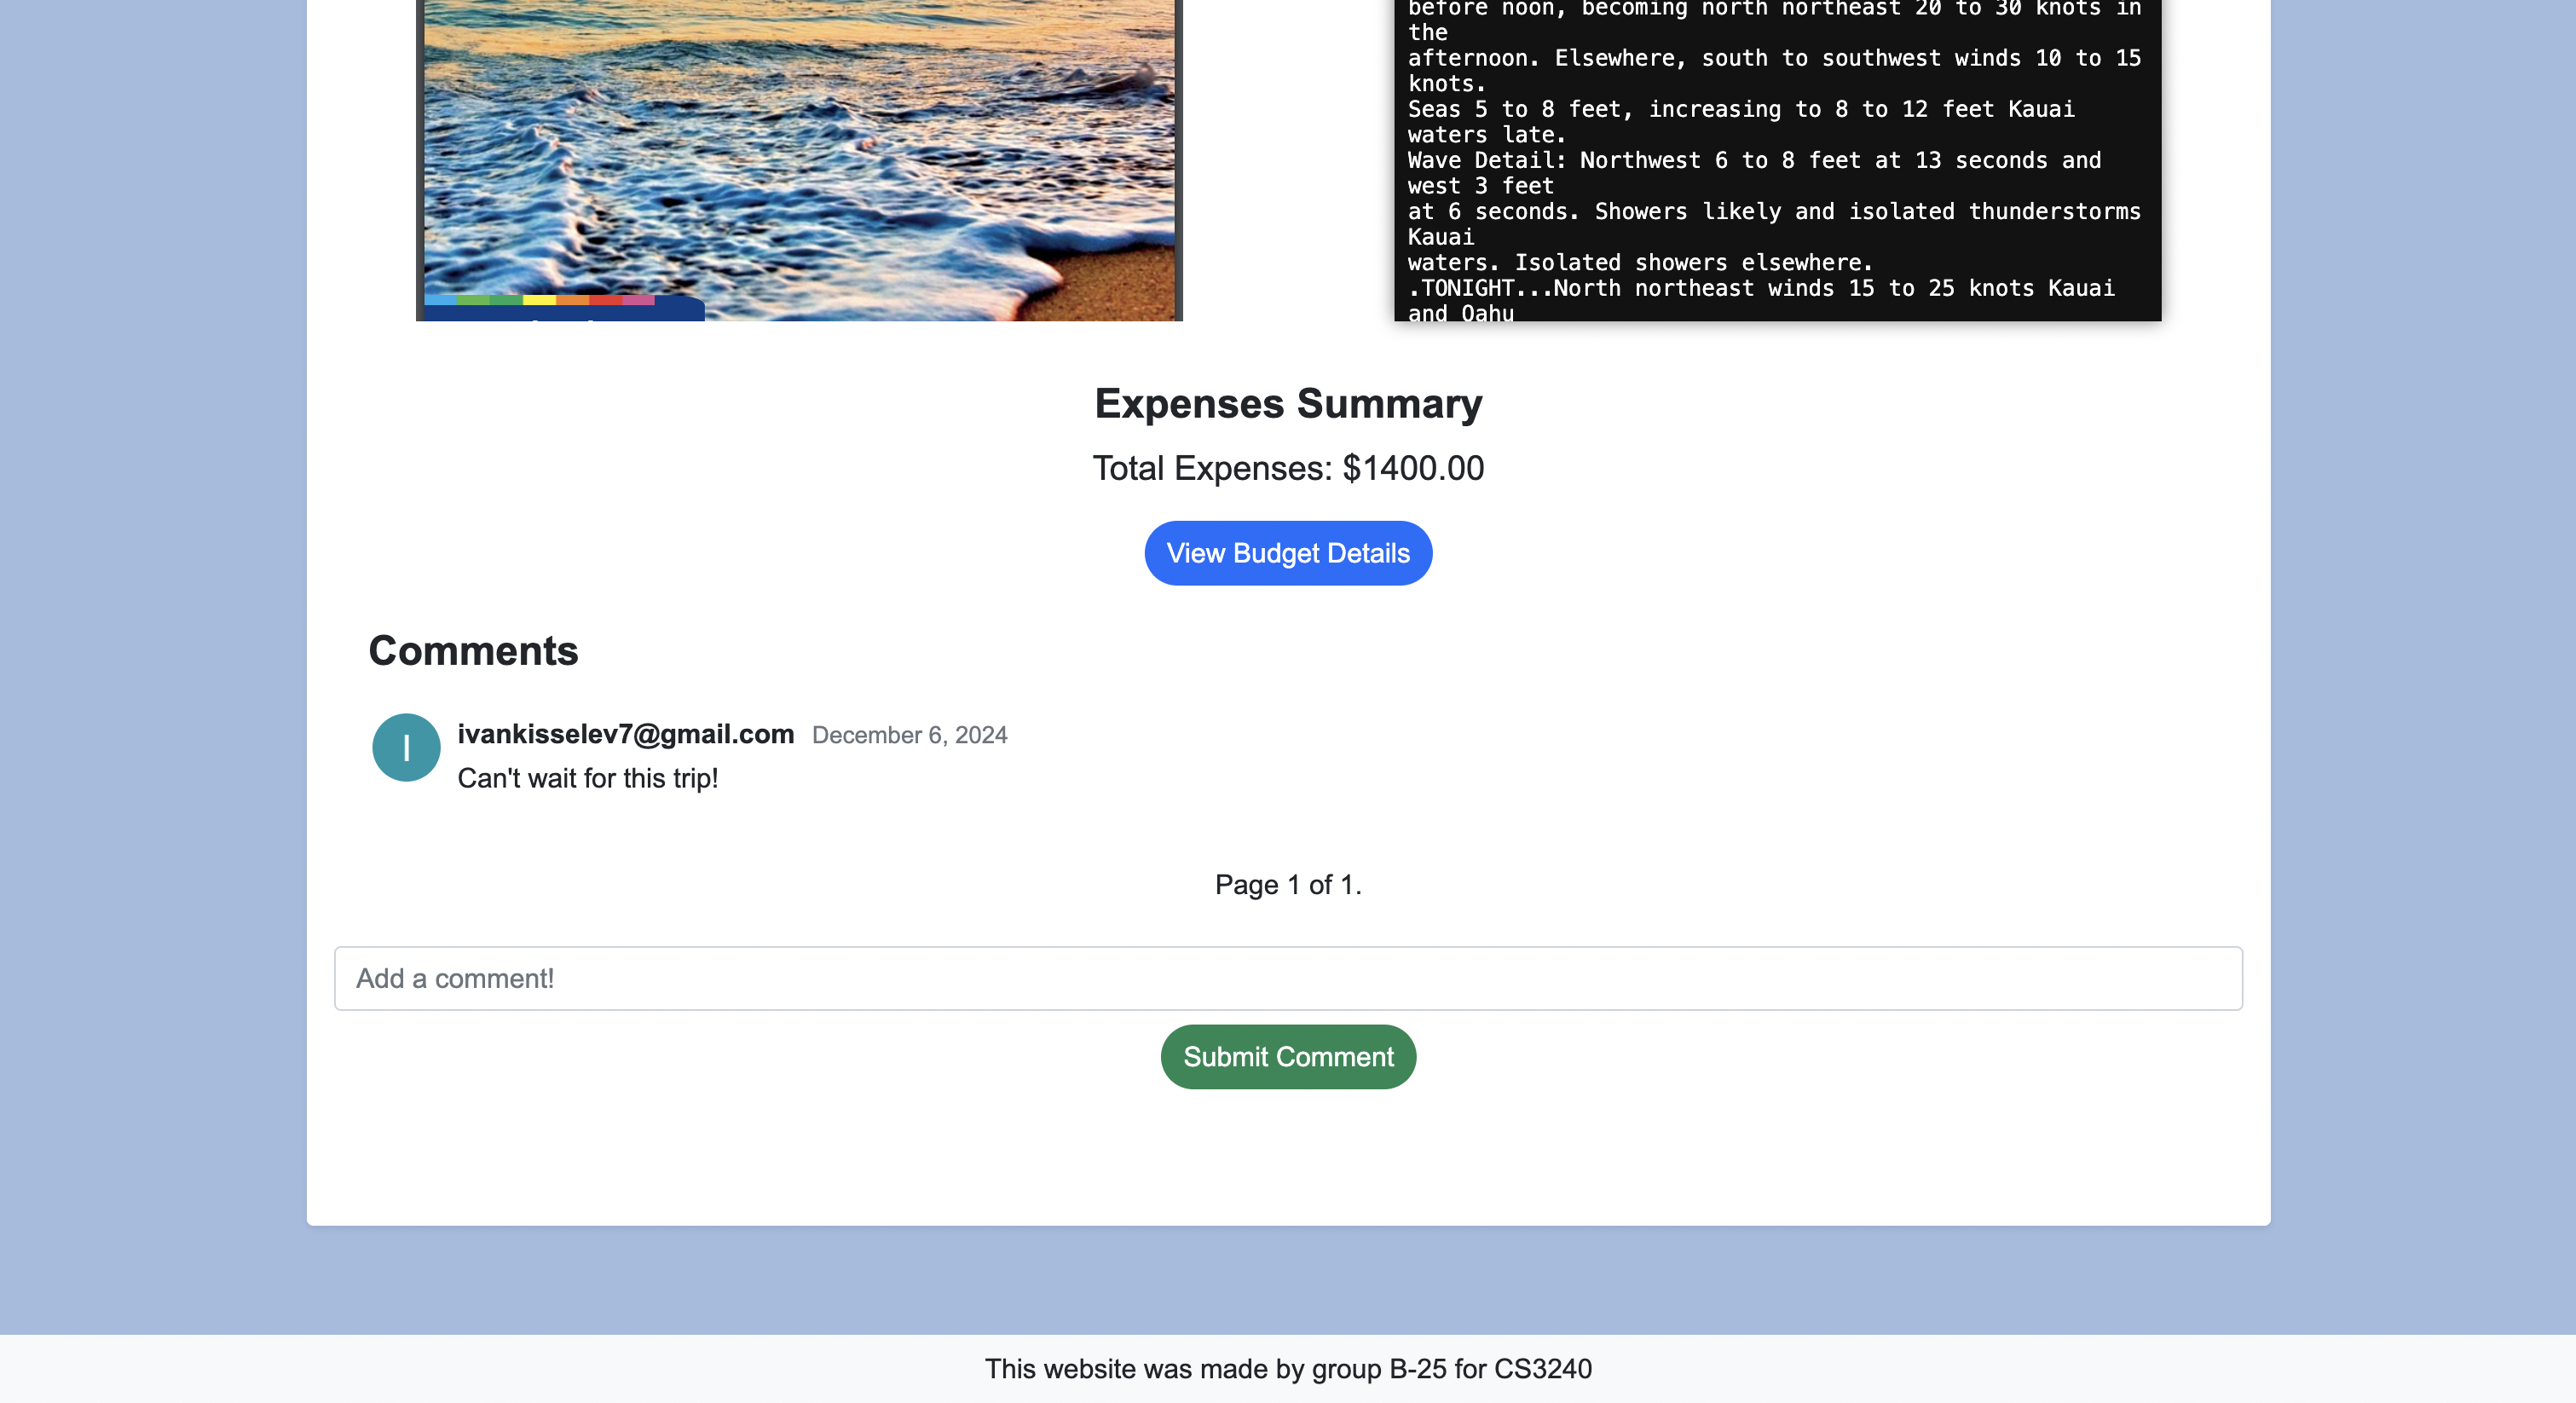 before noon, becoming north northeast 20 to 30 knots in
the
afternoon. Elsewhere, south to southwest winds 10 to 15
knots.
Seas 5 to 8 feet, increasing to 8 to 12 feet Kauai
waters late.
Wave Detail: Northwest 6 to 8 feet at 13 seconds and
west 3 feet
at 6 seconds. Showers likely and isolated thunderstorms
Kauai
waters. Isolated showers elsewhere.
.TONIGHT...North northeast winds 15 to 25 knots Kauai
and Oahu
Expenses Summary
Total Expenses: $1400.00
View Budget Details
Comments
I
ivankisselev7@gmail.com December 6, 2024
Can't wait for this trip!
Page 1 of 1.
Add a comment!
Submit Comment
This website was made by group B-25 for CS3240